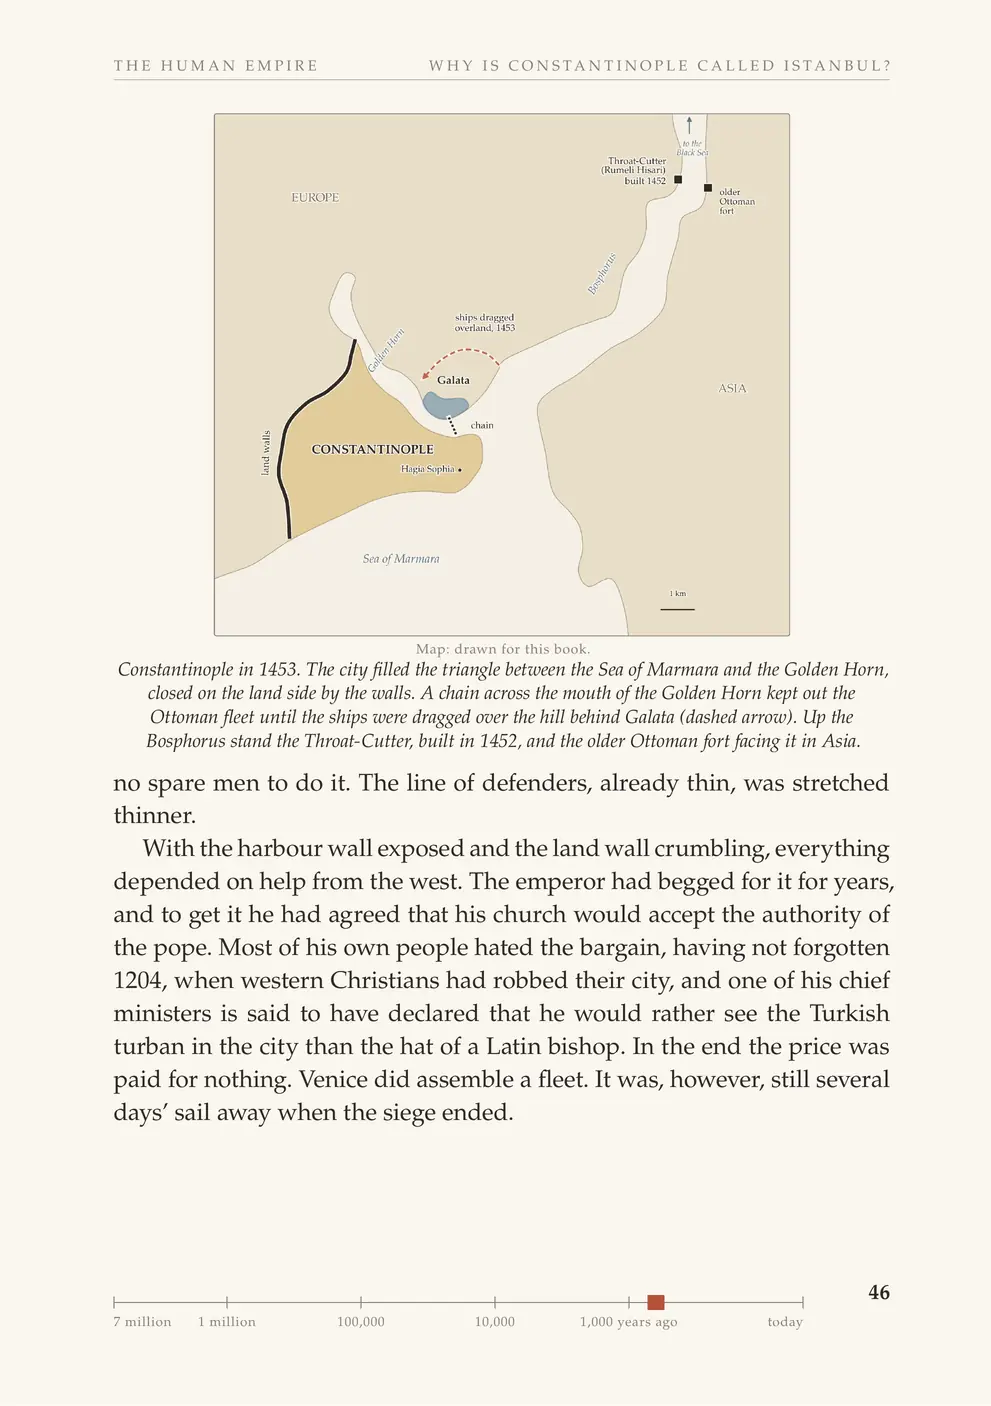 THE HUMAN EMPIRE
WHY IS CONSTANTINOPLE CALLED ISTANBUL?
to the
Black Sea
Throat-Cutter
(Rumeli Hisari)
built 1452
older
Ottoman
fort
EUROPE
Bosphorus
ships dragged
overland, 1453
Golden Horn
Galata
ASIA
chain
land walls
CONSTANTINOPLE
Hagia Sophia
Sea of Marmara
1 km
Map: drawn for this book.
Constantinople in 1453. The city filled the triangle between the Sea of Marmara and the Golden Horn,
closed on the land side by the walls. A chain across the mouth of the Golden Horn kept out the
Ottoman fleet until the ships were dragged over the hill behind Galata (dashed arrow). Up the
Bosphorus stand the Throat-Cutter, built in 1452, and the older Ottoman fort facing it in Asia.
no spare men to do it. The line of defenders, already thin, was stretched
thinner.
With the harbour wall exposed and the land wall crumbling, everything
depended on help from the west. The emperor had begged for it for years,
and to get it he had agreed that his church would accept the authority of
the pope. Most of his own people hated the bargain, having not forgotten
1204, when western Christians had robbed their city, and one of his chief
ministers is said to have declared that he would rather see the Turkish
turban in the city than the hat of a Latin bishop. In the end the price was
paid for nothing. Venice did assemble a fleet. It was, however, still several
days’ sail away when the siege ended.
46
7 million
1 million
100,000
10,000
1,000 years ago
today